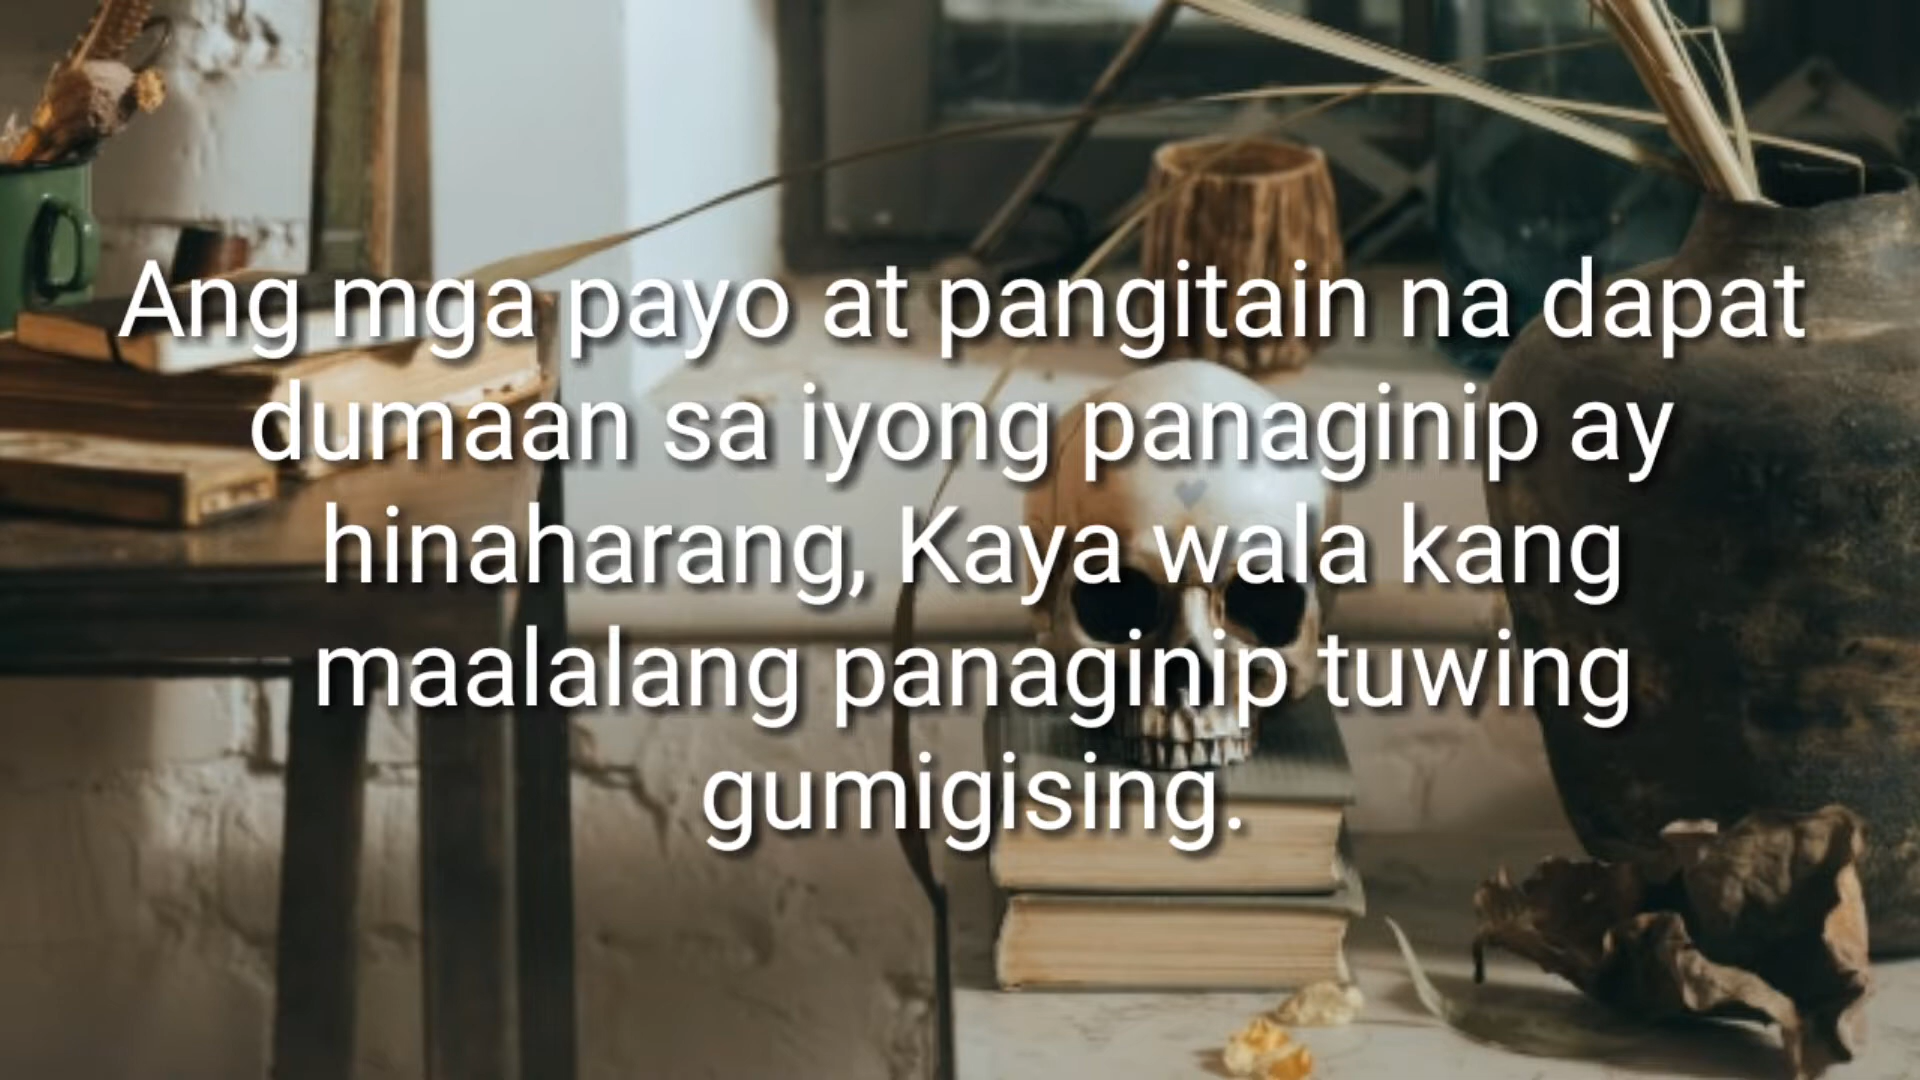 Ang mga payo at pangitain na dapat
dumaan sa iyong panaginip ay
hinaharang, Kaya wala kang
maalalang panaginip tuwing
gumigising.